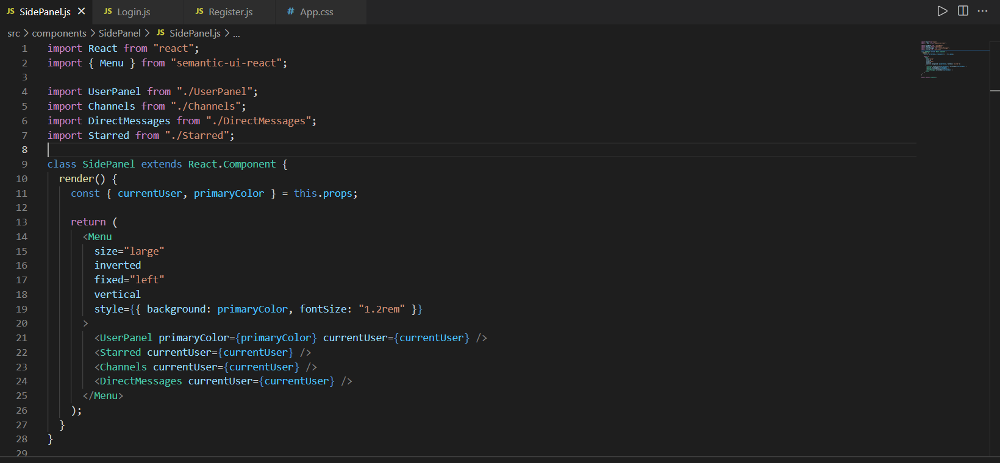 JS SidePanel.js × JS Login.js JS Register.js # App.css ...
src > components > SidePanel > JS SidePanel.js > ...
1 import React from "react";
2 import { Menu } from "semantic-ui-react";
3
4 import UserPanel from "./UserPanel";
5 import Channels from "./Channels";
6 import DirectMessages from "./DirectMessages";
7 import Starred from "./Starred";
8
9 class SidePanel extends React.Component {
10 render() {
11 const { currentUser, primaryColor } = this.props;
12
13 return (
14 <Menu
15 size="large"
16 inverted
17 fixed="left"
18 vertical
19 style={{ background: primaryColor, fontSize: "1.2rem" }}
20 >
21 <UserPanel primaryColor={primaryColor} currentUser={currentUser} />
22 <Starred currentUser={currentUser} />
23 <Channels currentUser={currentUser} />
24 <DirectMessages currentUser={currentUser} />
25 </Menu>
26 );
27 }
28 }
29